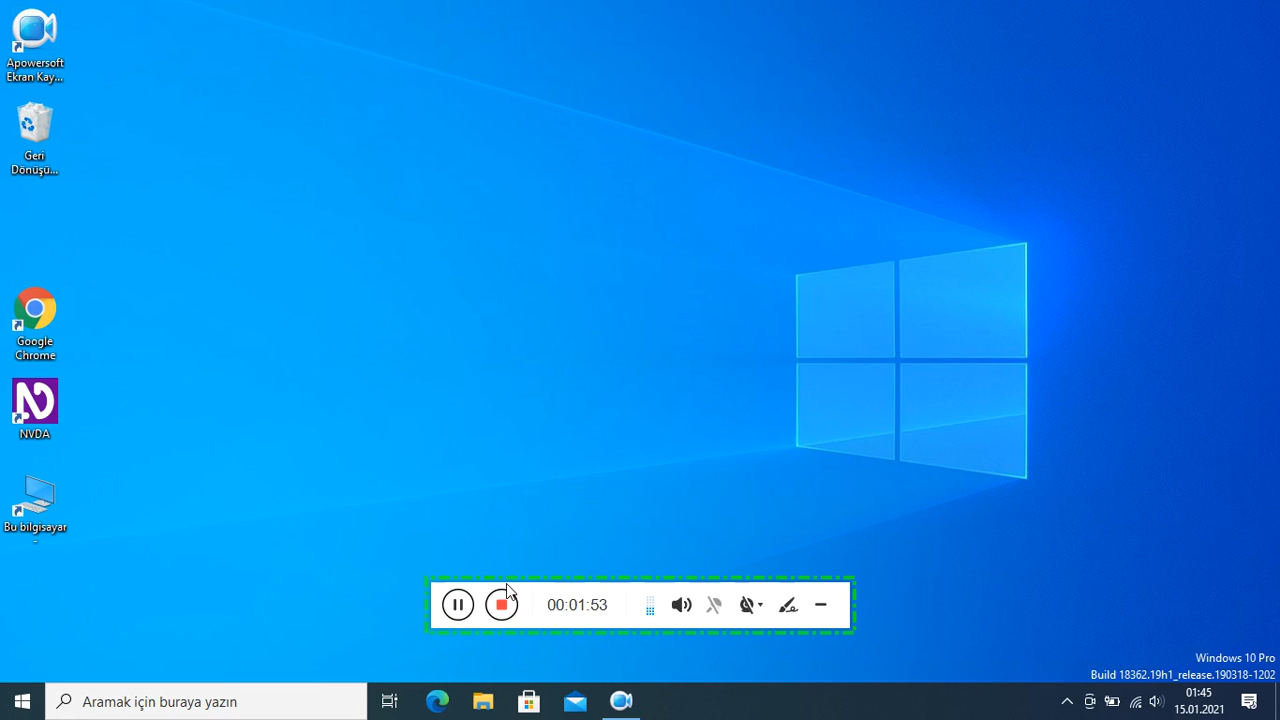 Apowersoft
Ekran Kay...
Geri
Dönüşü...
Google
Chrome
NVDA
Bu bilgisayar
-
00:01:53
Windows 10 Pro
Build 18362.19h1_release.190318-1202
Aramak için buraya yazın
01:45
15.01.2021